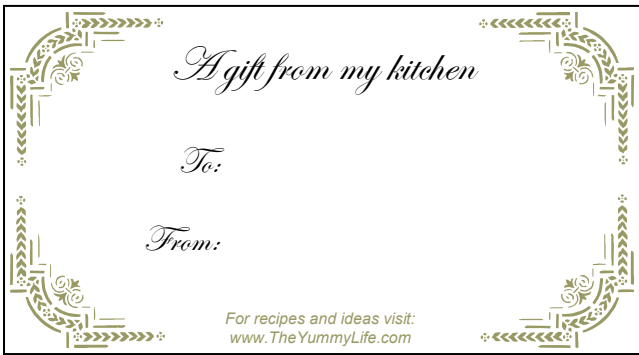 A gift from my kitchen
To:
From:
For recipes and ideas visit:
www.TheYummyLife.com